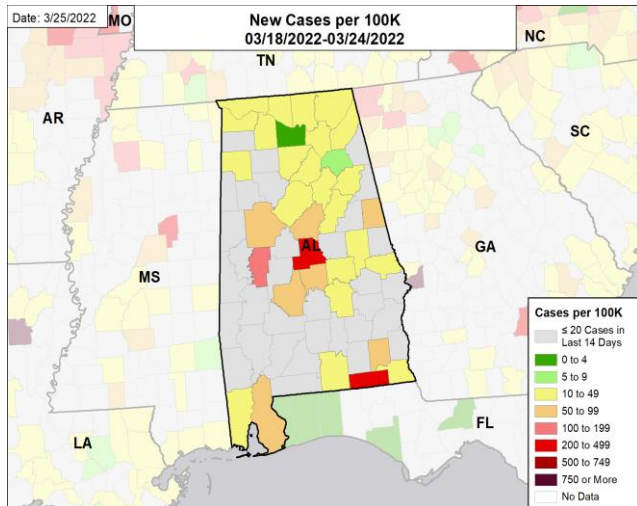 Date: 3/25/2022
MO
New Cases per 100K
03/18/2022-03/24/2022
NC
TN
AR
SC
AL
MS
GA
LA
FL
Cases per 100K
≤ 20 Cases in
Last 14 Days
0 to 4
5 to 9
10 to 49
50 to 99
100 to 199
200 to 499
500 to 749
750 or More
No Data